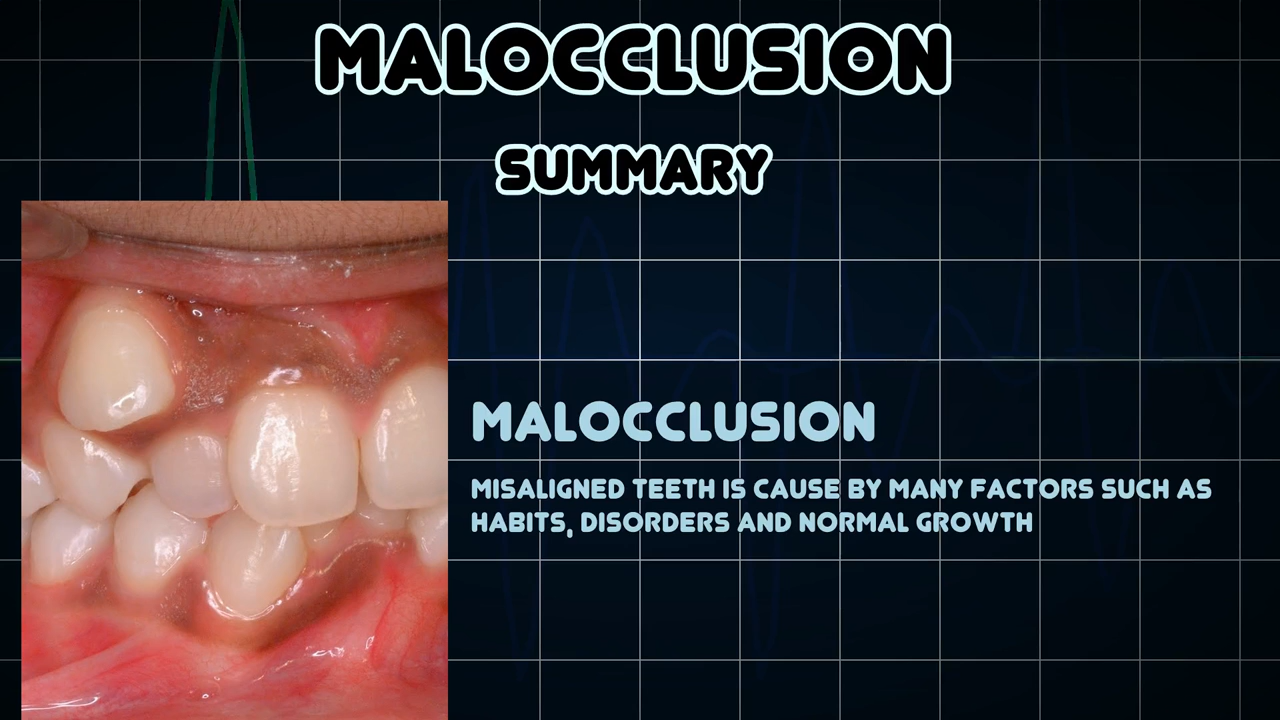 MALOCCLUSION
SUMMARY
MALOCCLUSION
MISALIGNED TEETH IS CAUSE BY MANY FACTORS SUCH AS
HABITS, DISORDERS AND NORMAL GROWTH